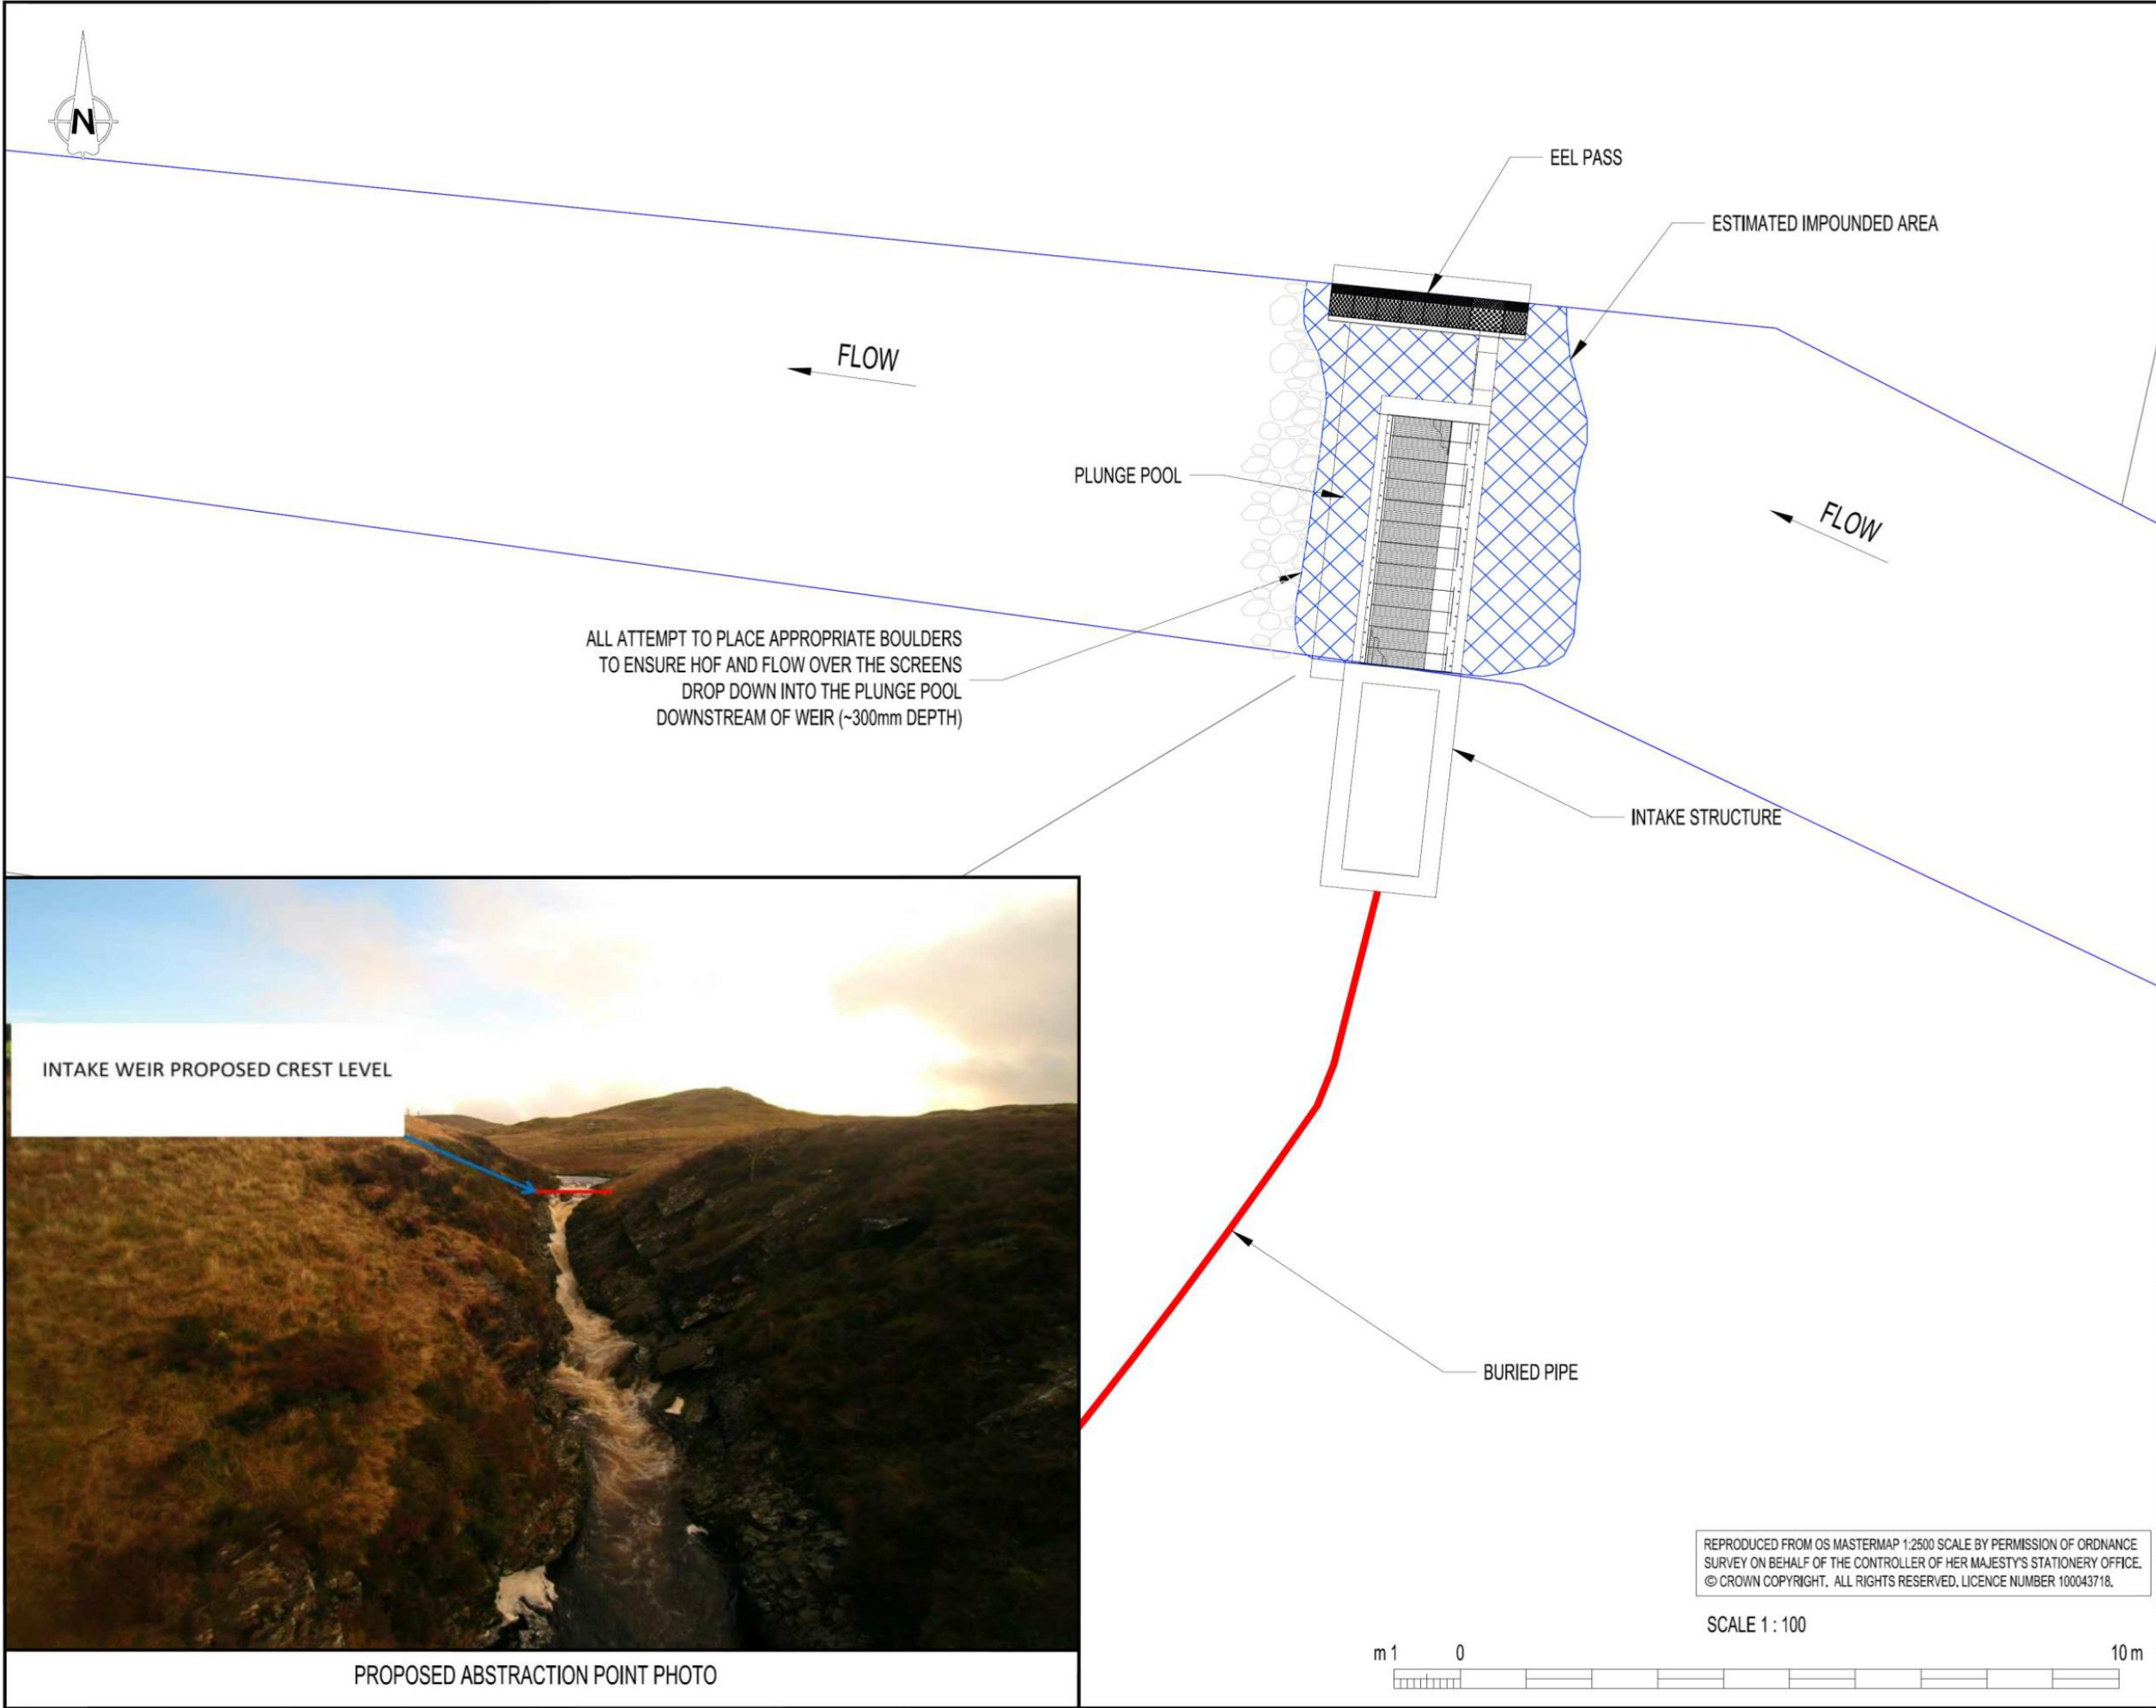 N
EEL PASS
ESTIMATED IMPOUNDED AREA
FLOW
PLUNGE POOL
FLOW
ALL ATTEMPT TO PLACE APPROPRIATE BOULDERS
TO ENSURE HOF AND FLOW OVER THE SCREENS
DROP DOWN INTO THE PLUNGE POOL
DOWNSTREAM OF WEIR (~300mm DEPTH)
INTAKE STRUCTURE
INTAKE WEIR PROPOSED CREST LEVEL
BURIED PIPE
PROPOSED ABSTRACTION POINT PHOTO
REPRODUCED FROM OS MASTERMAP 1:2500 SCALE BY PERMISSION OF ORDNANCE
SURVEY ON BEHALF OF THE CONTROLLER OF HER MAJESTY'S STATIONERY OFFICE.
© CROWN COPYRIGHT. ALL RIGHTS RESERVED. LICENCE NUMBER 100043718.
SCALE 1 : 100
m 1 0 10 m